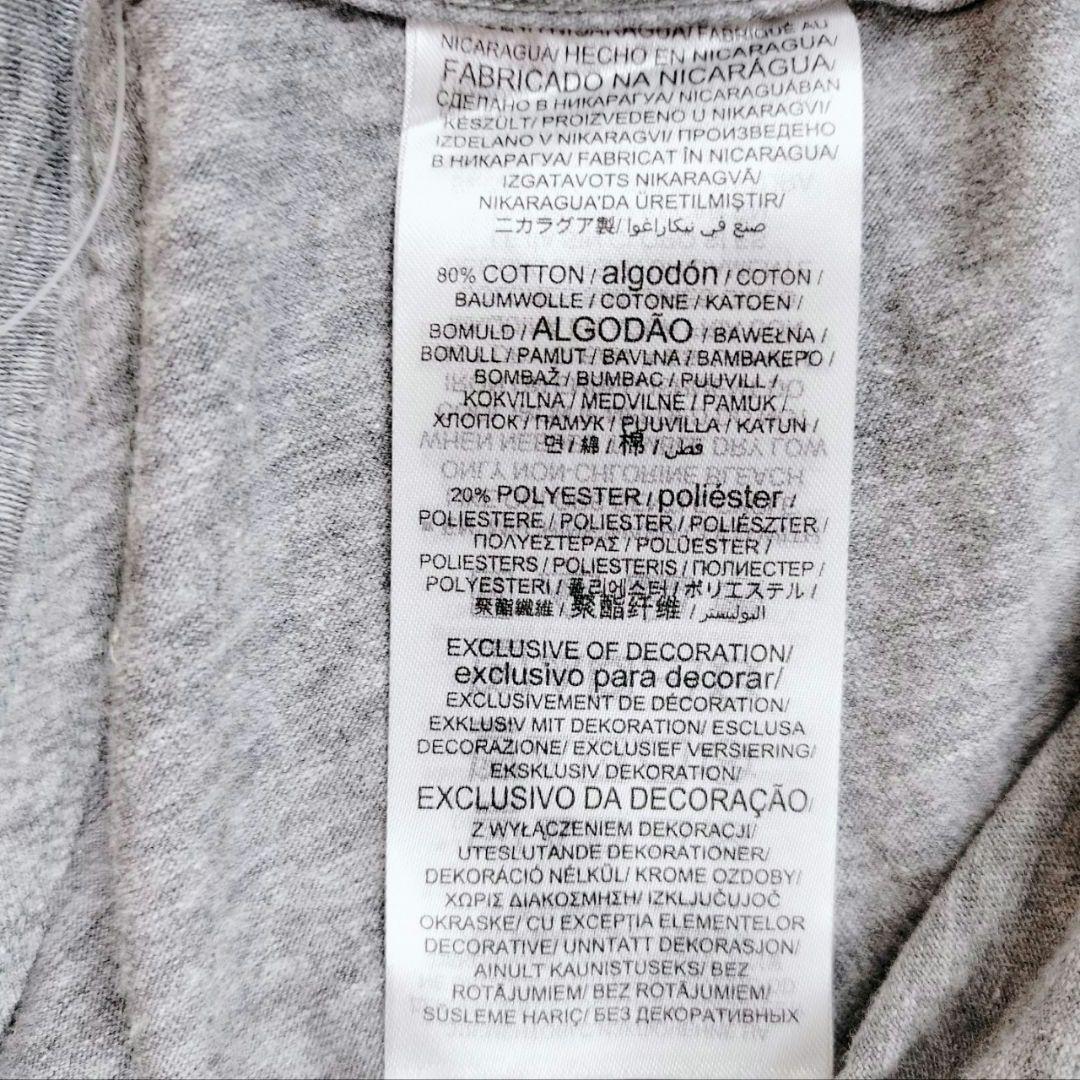 NICARAGUA/ FABRIQUÉ AU
NICARAGUA/ HECHO EN NICARAGUA/
FABRICADO NA NICARÁGUA/
СДЕЛАНО В НИКАРАГУА/ NICARAGUÁBAN
KÉSZÜLT/ PROIZVEDENO U NIKARAGVI/
IZDELANO V NIKARAGVI/ ПРОИЗВЕДЕНО
В НИКАРАГУА/ FABRICAT ÎN NICARAGUA/
IZGATAVOTS NIKARAGVĀ/
NIKARAGUA'DA ÜRETILMIŞTIR/
ニカラグア製/ صنع في نيكاراغوا
80% COTTON / algodón / COTON /
BAUMWOLLE / COTONE / KATOEN /
BOMULD / ALGODÃO / BAWEŁNA /
BOMULL / PAMUT / BAVLNA / ΒΑΜΒΑΚΕΡΟ /
BOMBAŽ / BUMBAC / PUUVILL /
KOKVILNA / MEDVILNĖ / PAMUK /
ХЛОПОК / ПАМУК / PUUVILLA / KATUN /
면 / 綿 / 棉 / قطن
20% POLYESTER / poliéster /
POLIESTERE / POLIESTER / POLIÉSZTER /
ΠΟΛΥΕΣΤΕΡΑΣ / POLÜESTER /
POLIESTERS / POLIESTERIS / ПОЛИЕСТЕР /
POLYESTERI / 폴리에스터 / ポリエステル /
聚酯纖維 / 聚酯纤维 / البوليستر
EXCLUSIVE OF DECORATION/
exclusivo para decorar/
EXCLUSIVEMENT DE DÉCORATION/
EXKLUSIV MIT DEKORATION/ ESCLUSA
DECORAZIONE/ EXCLUSIEF VERSIERING/
EKSKLUSIV DEKORATION/
EXCLUSIVO DA DECORAÇÃO/
Z WYŁĄCZENIEM DEKORACJI/
UTESLUTANDE DEKORATIONER/
DEKORÁCIÓ NÉLKÜL/ KROMĚ OZDOBY/
ΧΩΡΙΣ ΔΙΑΚΟΣΜΗΣΗ/ IZKLJUČUJOČ
OKRASKE/ CU EXCEPȚIA ELEMENTELOR
DECORATIVE/ UNNTATT DEKORASJON/
AINULT KAUNISTUSEKS/ BEZ
ROTĀJUMIEM/ BEZ ROTĀJUMIEM/
SÜSLEME HARIÇ/ БЕЗ ДЕКОРАТИВНЫХ